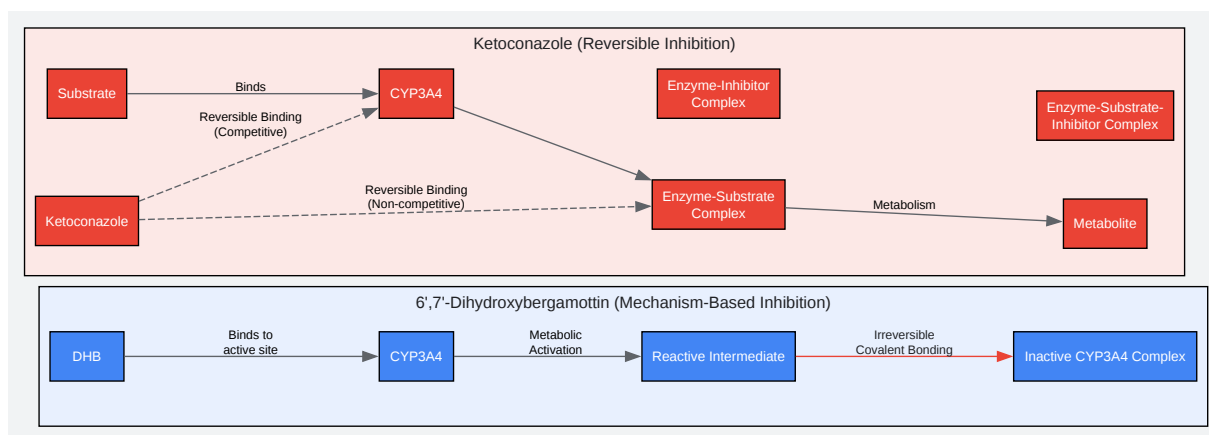 Ketoconazole (Reversible Inhibition)
Substrate
Binds
CYP3A4
Enzyme-Inhibitor
Complex
Enzyme-Substrate-
Inhibitor Complex
Reversible Binding
(Competitive)
Ketoconazole
Reversible Binding
(Non-competitive)
Enzyme-Substrate
Complex
Metabolism
Metabolite
6',7'-Dihydroxybergamottin (Mechanism-Based Inhibition)
DHB
Binds to
active site
CYP3A4
Metabolic
Activation
Reactive Intermediate
Irreversible
Covalent Bonding
Inactive CYP3A4 Complex